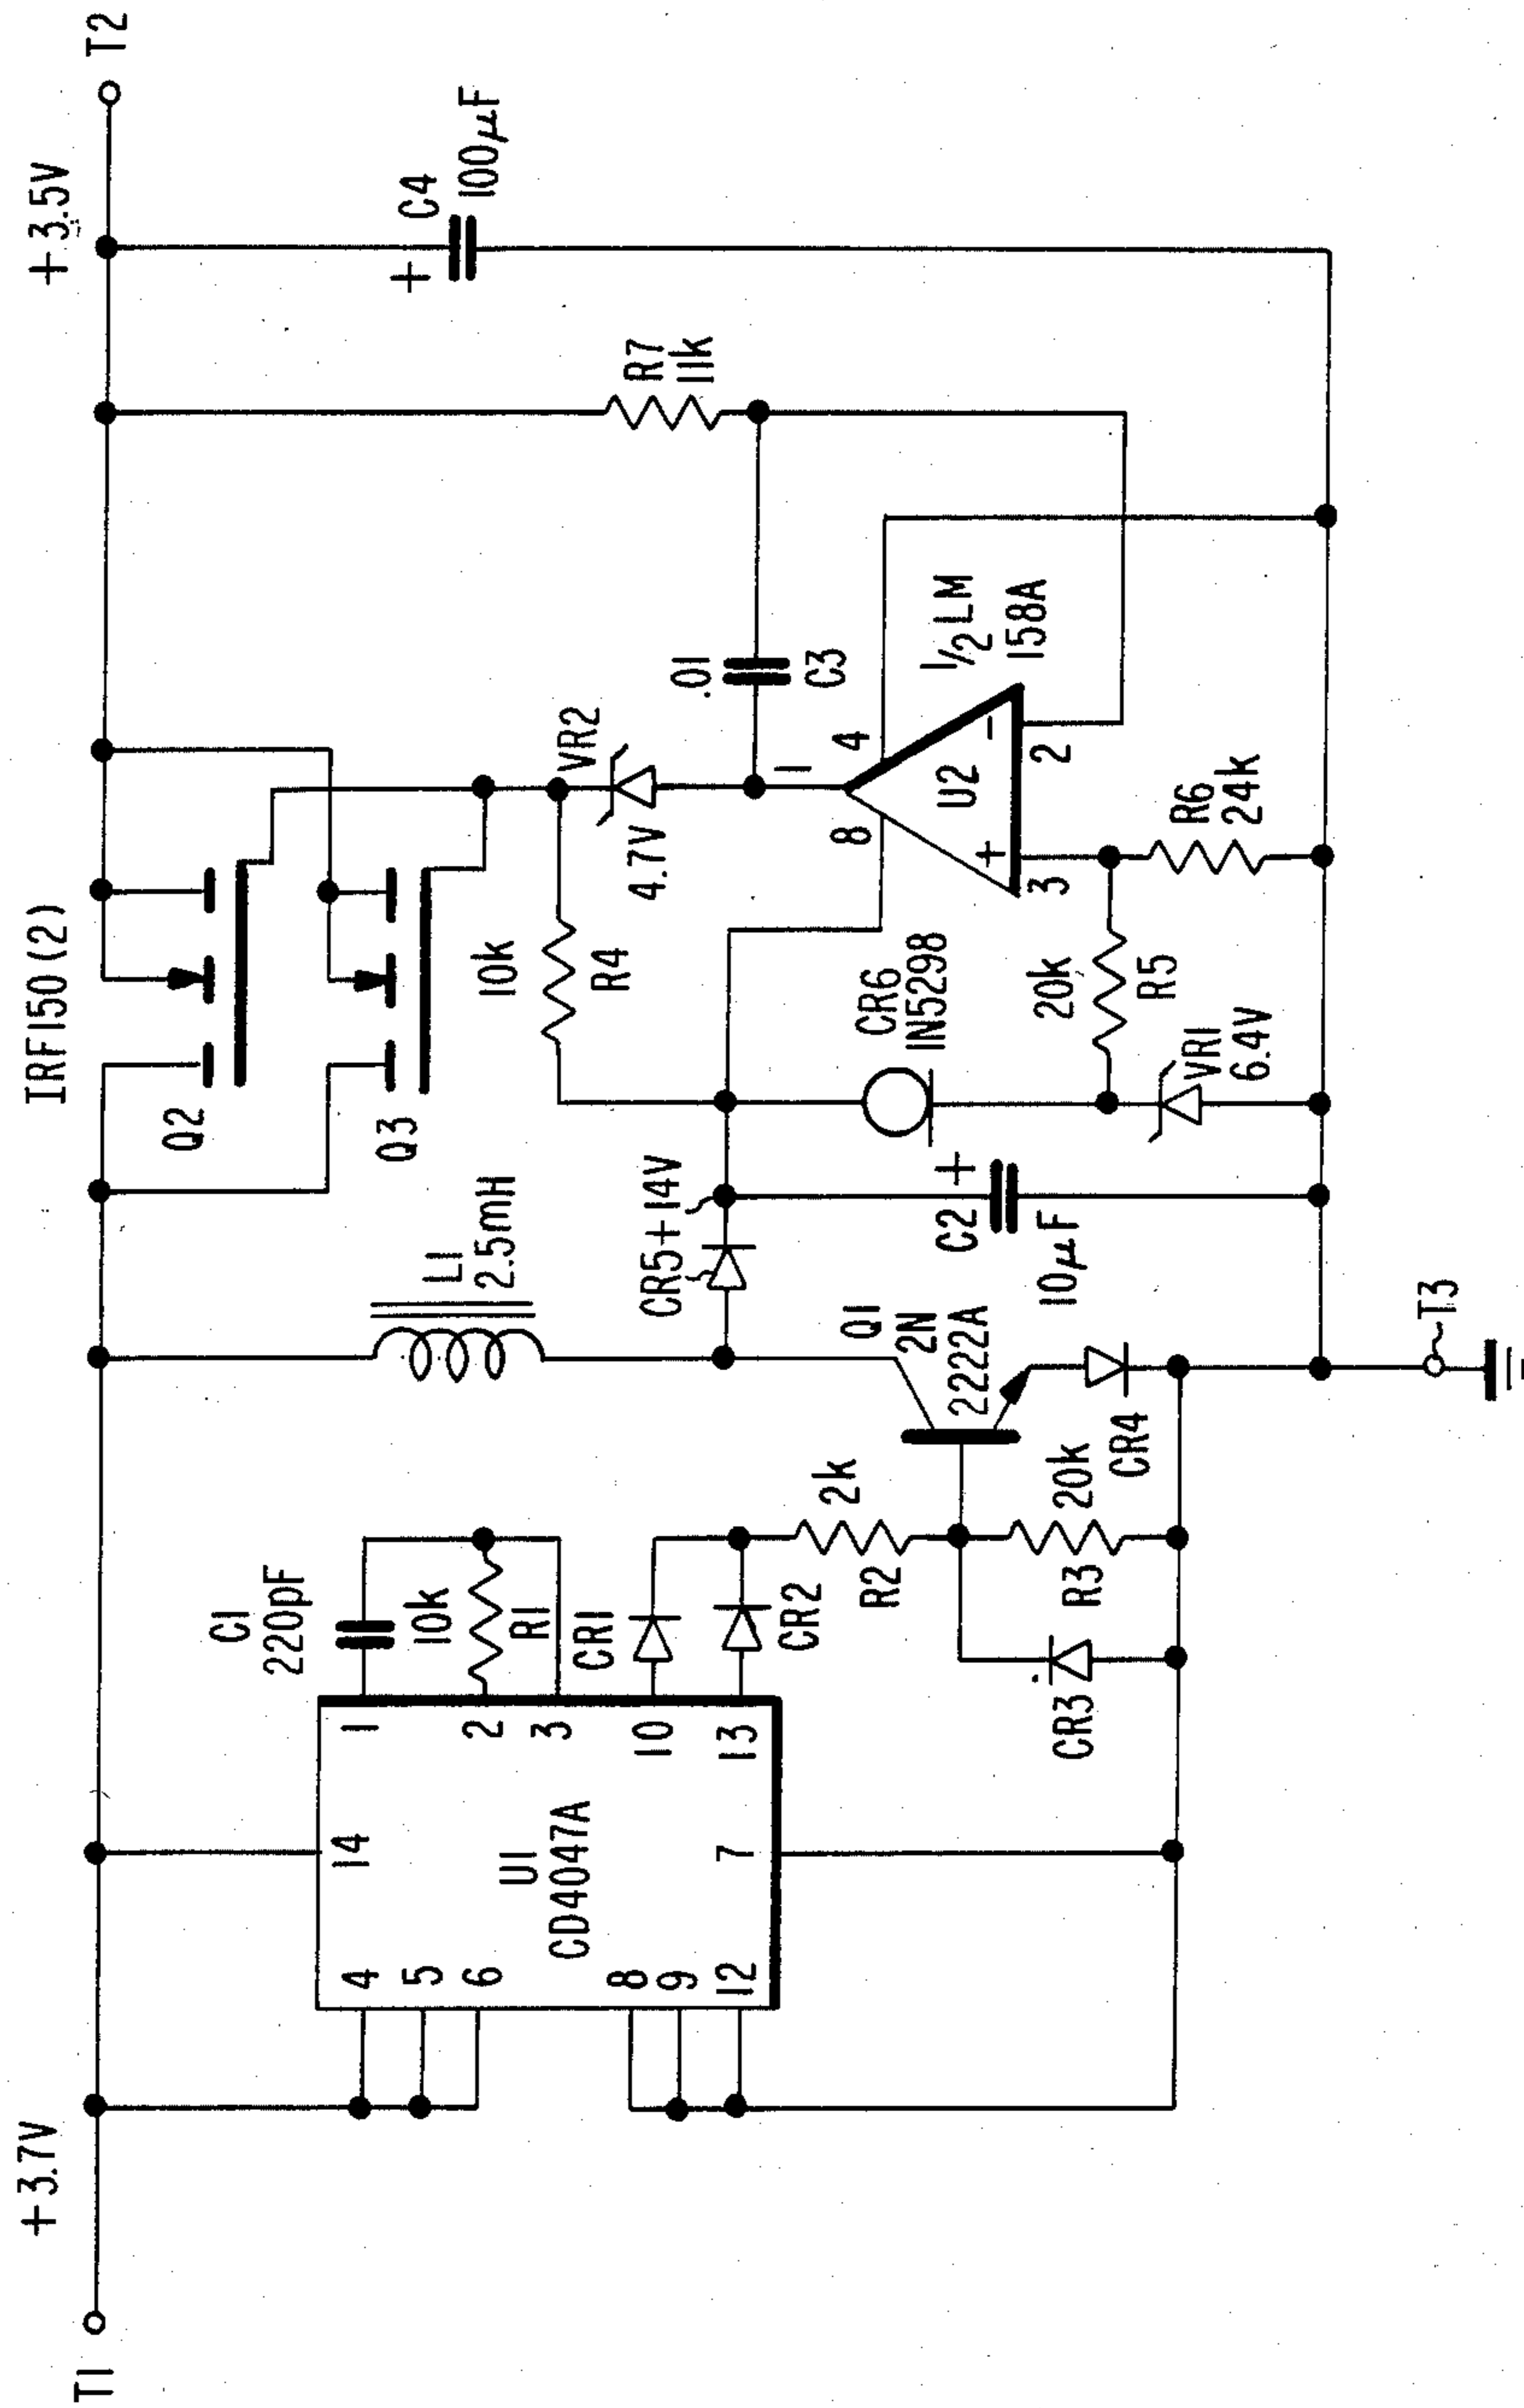 +3.7V
+3.5V
T1
T2
IRF150(2)
Q2
Q3
L1
2.5mH
C1
220pF
10k
R1
CR1
CR2
U1
CD4047A
14
4
5
6
8
9
12
7
1
2
3
10
13
2k
R2
20k
R3
CR3
CR4
Q1
2N
2222A
CR5
+14V
C2
+
10μF
10k
R4
CR6
IN5298
20k
R5
VR1
6.4V
VR2
4.7V
.01
C3
1
8
4
U2
+
-
3
2
1/2 LM
158A
R6
24k
R7
11k
C4
+
100μF
T3